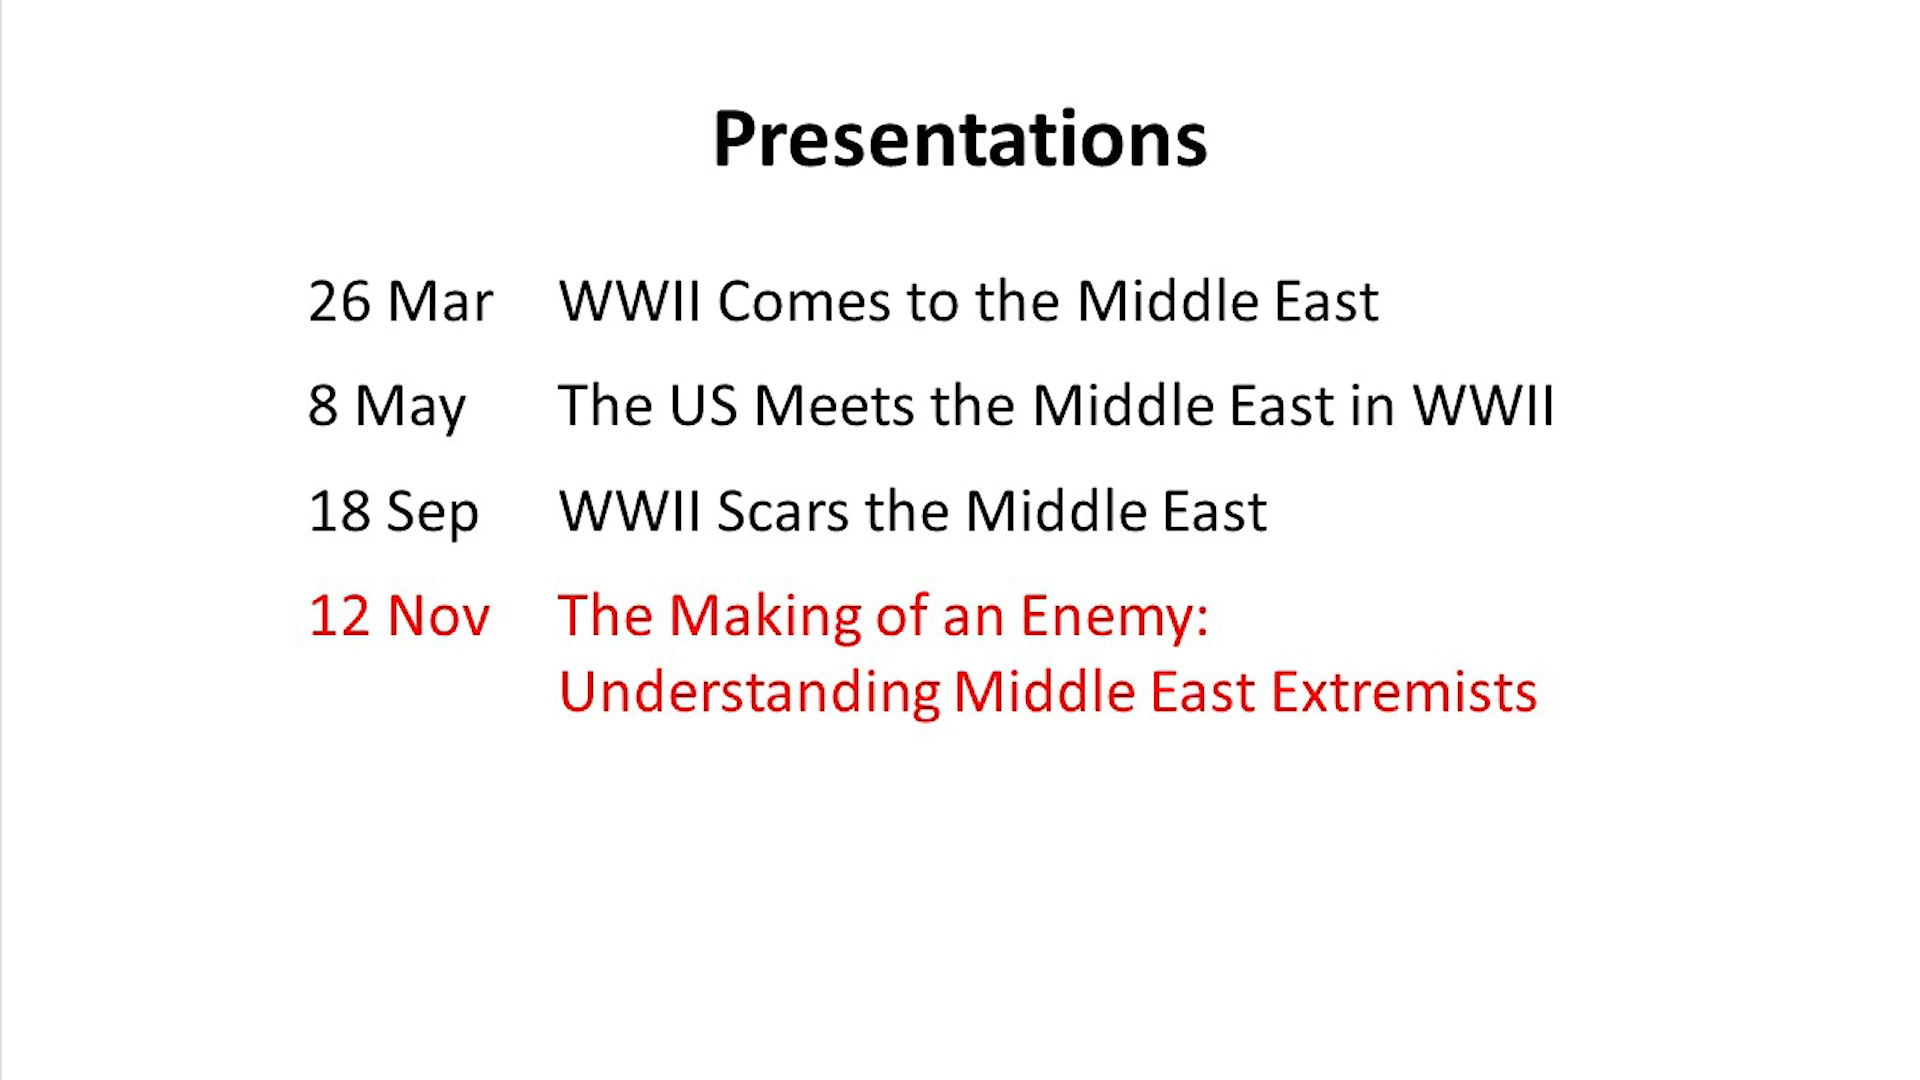 Presentations
26 Mar WWII Comes to the Middle East
8 May The US Meets the Middle East in WWII
18 Sep WWII Scars the Middle East
12 Nov The Making of an Enemy:
Understanding Middle East Extremists